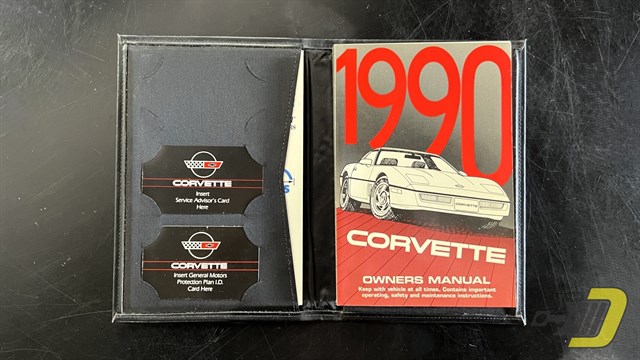 CORVETTE
Insert
Service Advisor's Card
Here
CORVETTE
Insert General Motors
Protection Plan I.D.
Card Here
1990
CORVETTE
OWNERS MANUAL
Keep with vehicle at all times. Contains important
operating, safety and maintenance instructions.